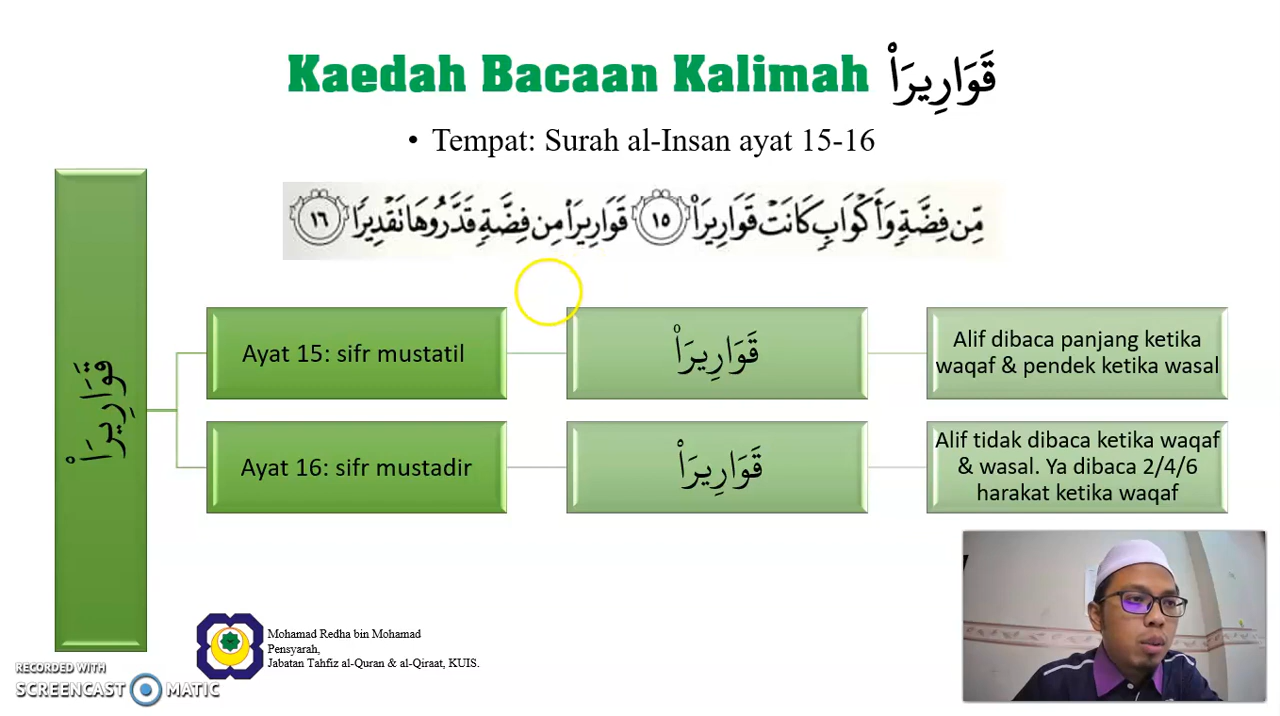 Kaedah Bacaan Kalimah قَوَارِيرَا۠
• Tempat: Surah al-Insan ayat 15-16
مِّن فِضَّةٍ وَأَكْوَابٍ كَانَتْ قَوَارِيرَا۠ ١٥ قَوَارِيرَا۟ مِن فِضَّةٍ قَدَّرُوهَا تَقْدِيرًا ١٦
قَوَارِيرَا۟
Ayat 15: sifr mustatil
قَوَارِيرَا۠
Alif dibaca panjang ketika
waqaf & pendek ketika wasal
Ayat 16: sifr mustadir
قَوَارِيرَا۟
Alif tidak dibaca ketika waqaf
& wasal. Ya dibaca 2/4/6
harakat ketika waqaf
Mohamad Redha bin Mohamad
Pensyarah,
Jabatan Tahfiz al-Quran & al-Qiraat, KUIS.
RECORDED WITH
SCREENCAST MATIC